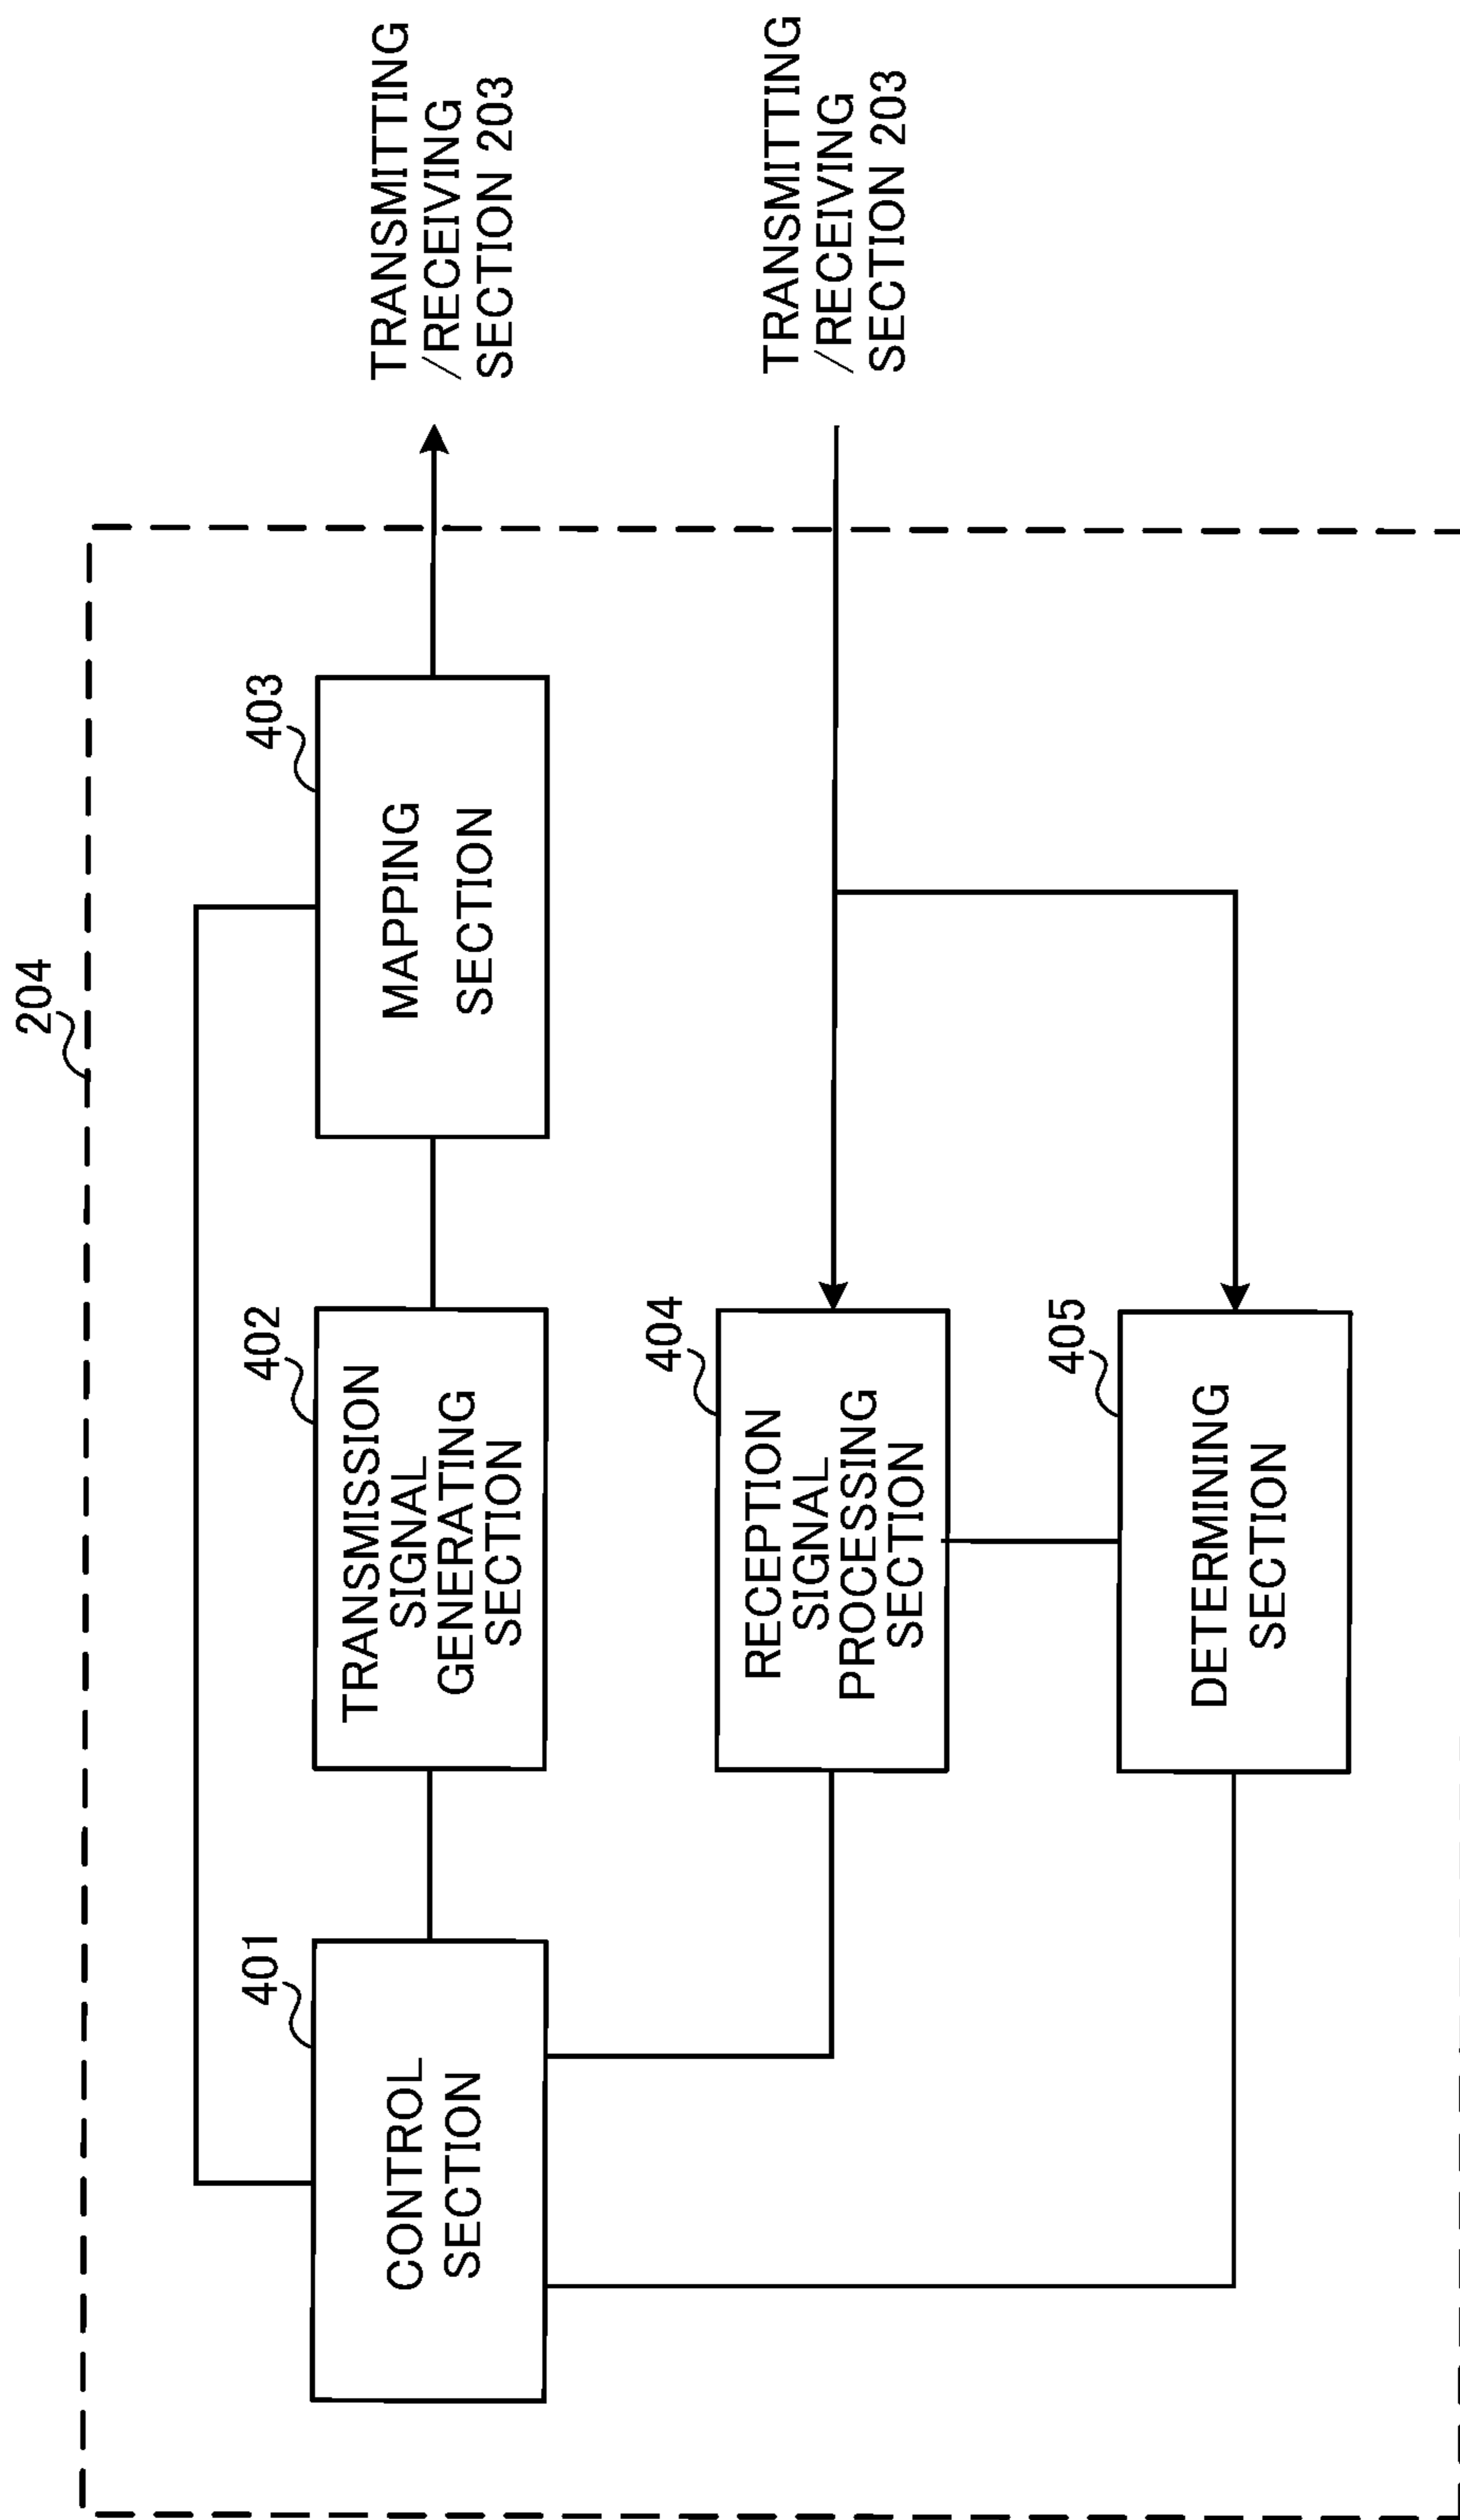 204
401
CONTROL
SECTION
402
TRANSMISSION
SIGNAL
GENERATING
SECTION
403
MAPPING
SECTION
TRANSMITTING
/RECEIVING
SECTION 203
404
RECEPTION
SIGNAL
PROCESSING
SECTION
TRANSMITTING
/RECEIVING
SECTION 203
405
DETERMINING
SECTION